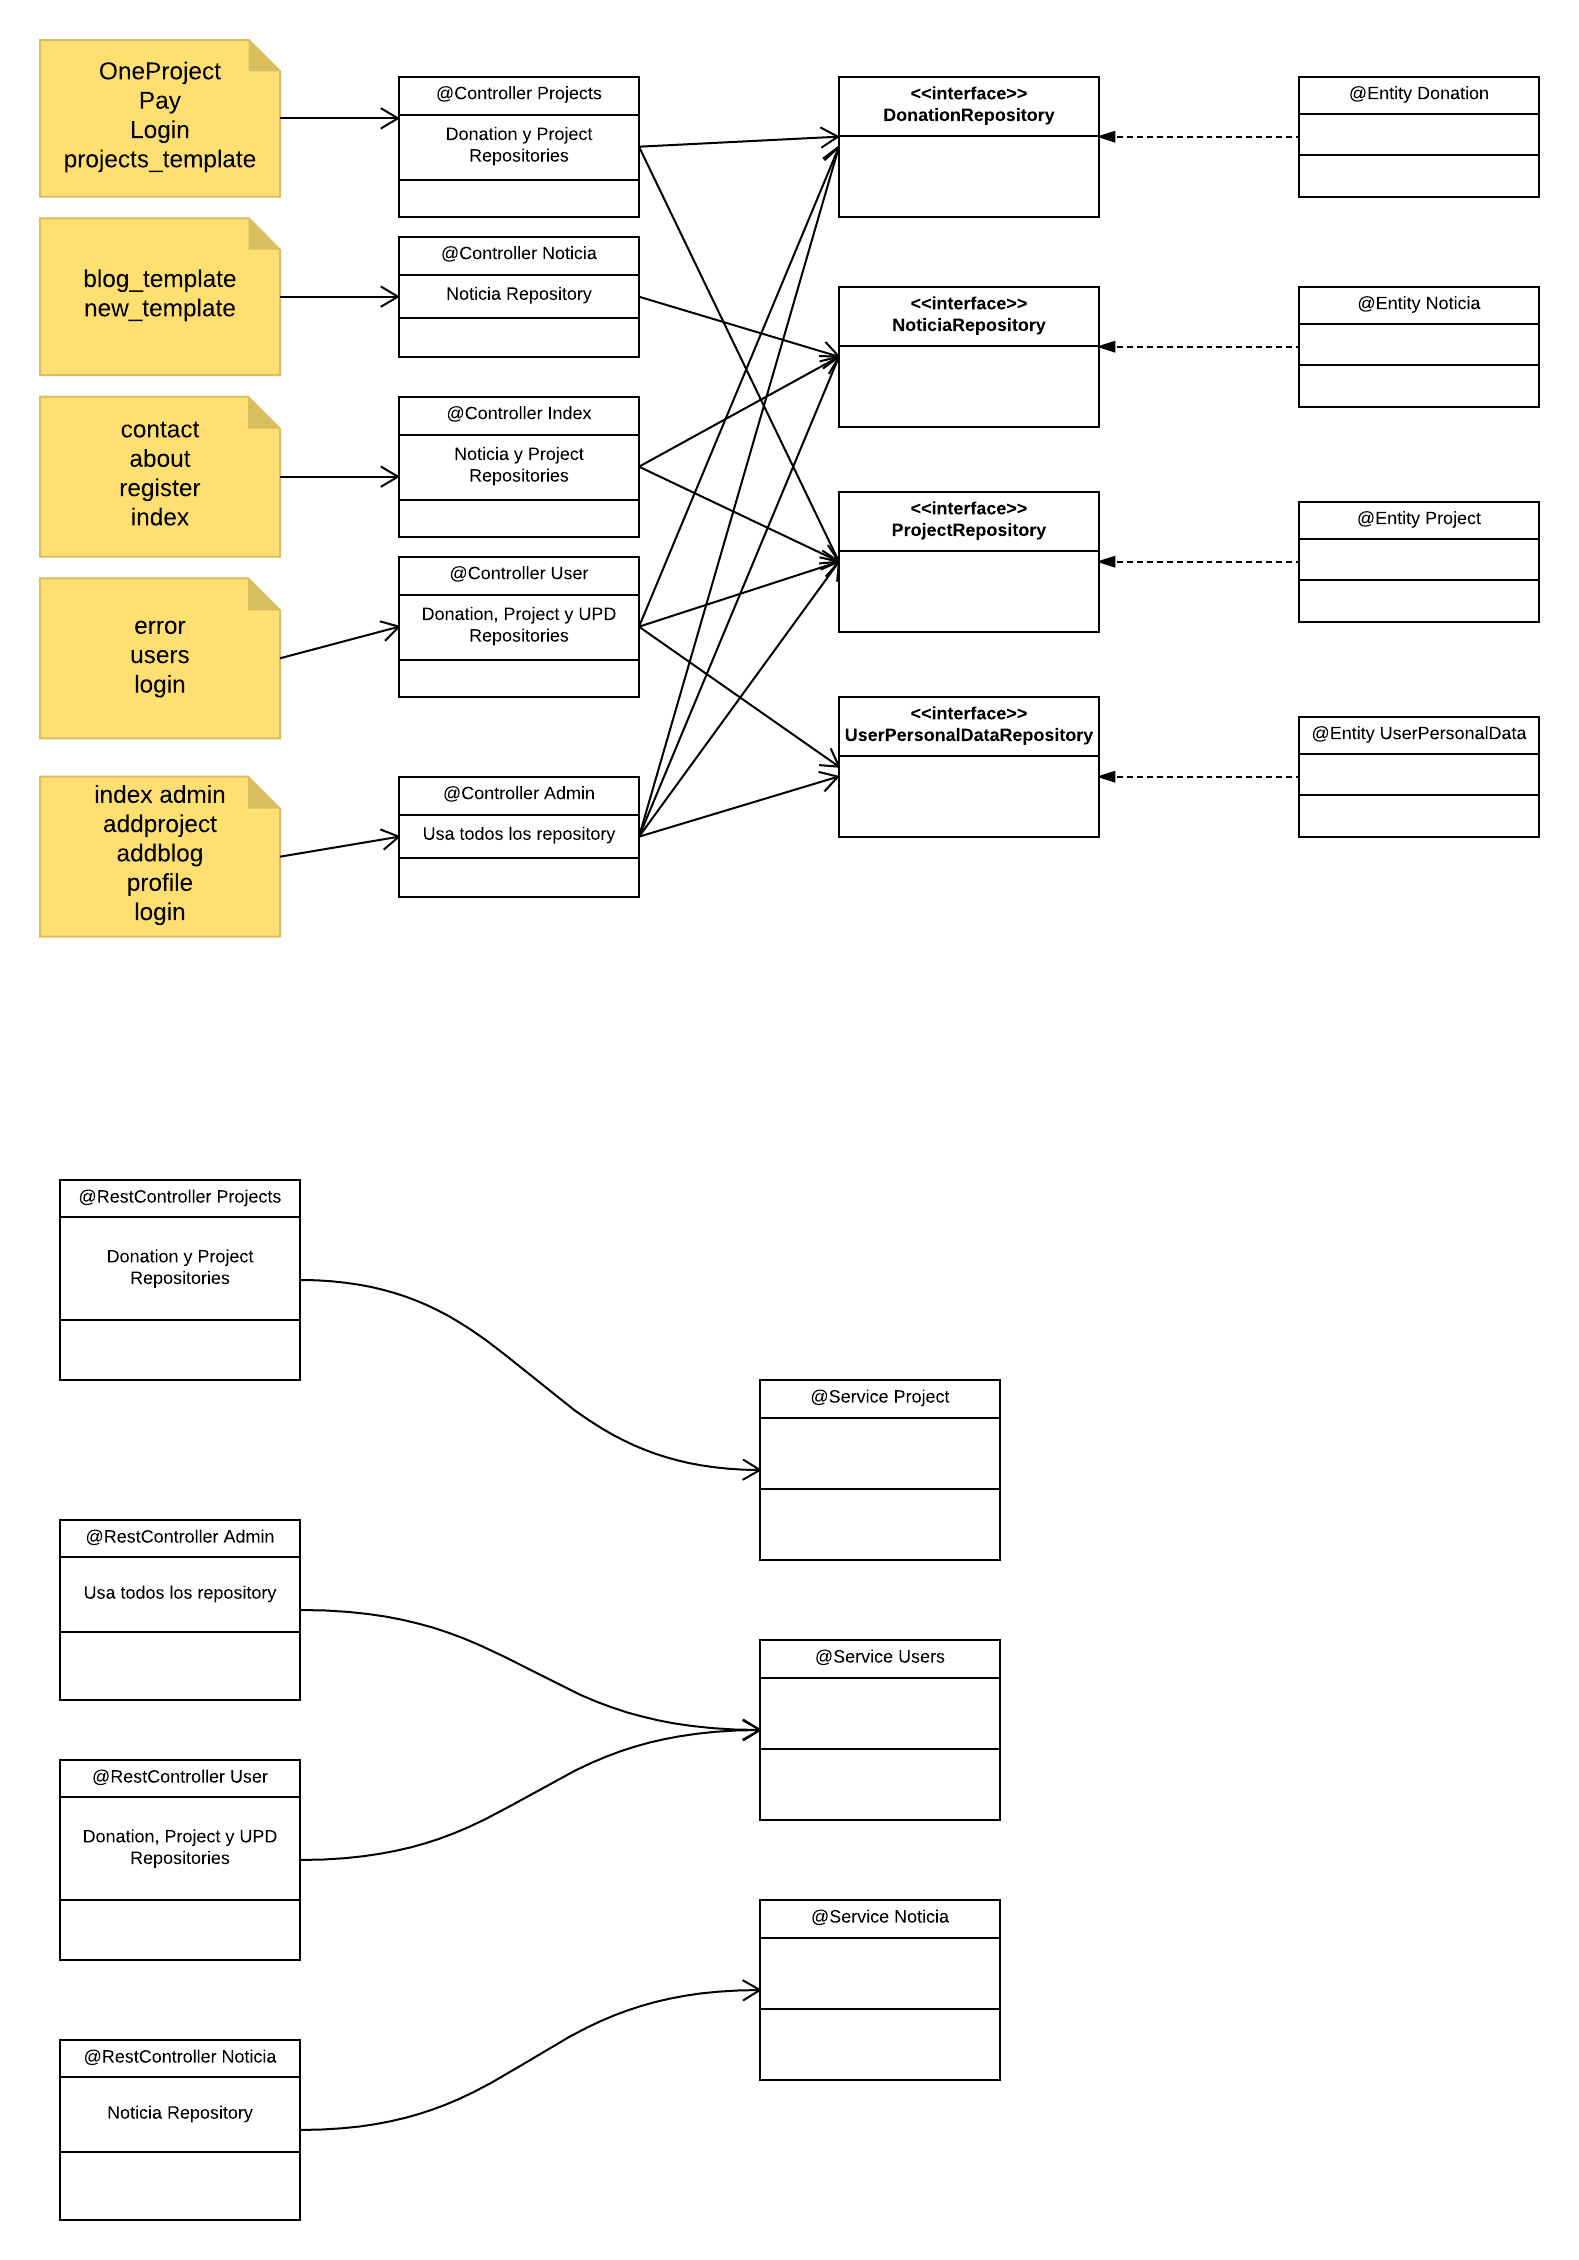 OneProject
Pay
Login
projects_template
@Controller Projects
Donation y Project
Repositories
<<interface>>
DonationRepository
@Entity Donation
blog_template
new_template
@Controller Noticia
Noticia Repository
<<interface>>
NoticiaRepository
@Entity Noticia
contact
about
register
index
@Controller Index
Noticia y Project
Repositories
<<interface>>
ProjectRepository
@Entity Project
error
users
login
@Controller User
Donation, Project y UPD
Repositories
<<interface>>
UserPersonalDataRepository
@Entity UserPersonalData
index admin
addproject
addblog
profile
login
@Controller Admin
Usa todos los repository
@RestController Projects
Donation y Project
Repositories
@Service Project
@RestController Admin
Usa todos los repository
@Service Users
@RestController User
Donation, Project y UPD
Repositories
@Service Noticia
@RestController Noticia
Noticia Repository